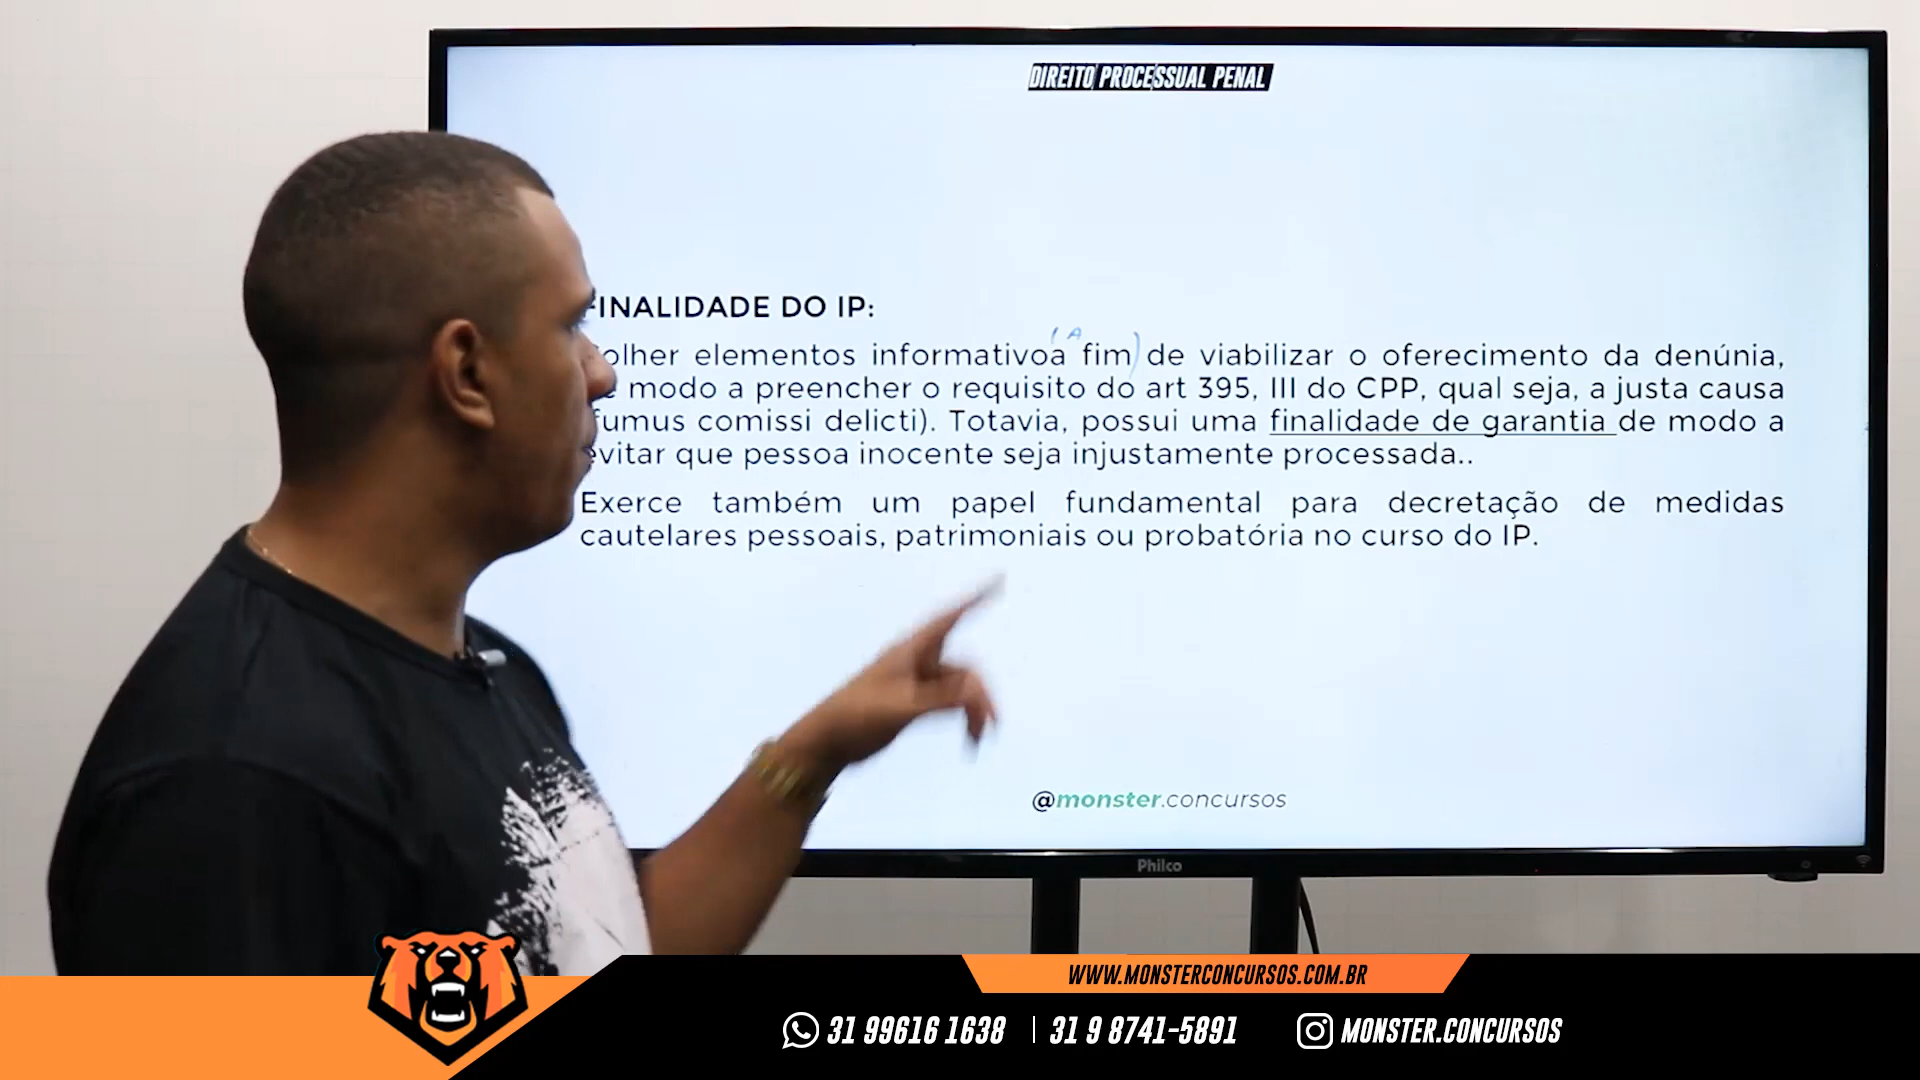 DIREITO PROCESSUAL PENAL
FINALIDADE DO IP:
(A )
olher elementos informativoa fim de viabilizar o oferecimento da denúnia,
modo a preencher o requisito do art 395, III do CPP, qual seja, a justa causa
fumus comissi delicti). Totavia, possui uma finalidade de garantia de modo a
evitar que pessoa inocente seja injustamente processada..
Exerce também um papel fundamental para decretação de medidas
cautelares pessoais, patrimoniais ou probatória no curso do IP.
@monster.concursos
Philco
WWW.MONSTERCONCURSOS.COM.BR
31 99616 1638 | 31 9 8741-5891 MONSTER.CONCURSOS